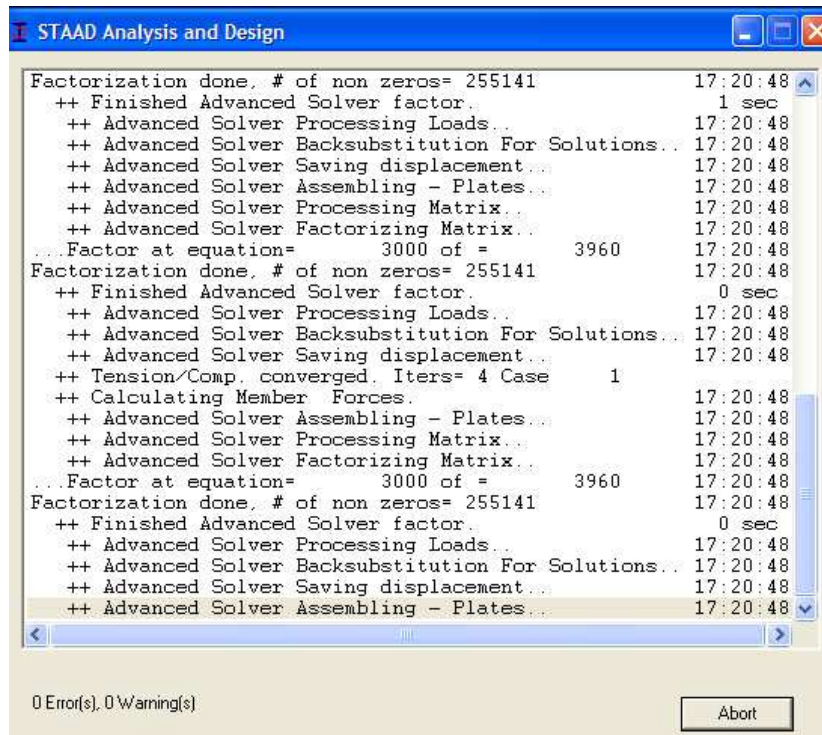 STAAD Analysis and Design
Factorization done, # of non zeros= 255141 17:20:48
++ Finished Advanced Solver factor. 1 sec
++ Advanced Solver Processing Loads.. 17:20:48
++ Advanced Solver Backsubstitution For Solutions.. 17:20:48
++ Advanced Solver Saving displacement.. 17:20:48
++ Advanced Solver Assembling - Plates.. 17:20:48
++ Advanced Solver Processing Matrix.. 17:20:48
++ Advanced Solver Factorizing Matrix.. 17:20:48
...Factor at equation= 3000 of = 3960 17:20:48
Factorization done, # of non zeros= 255141 17:20:48
++ Finished Advanced Solver factor. 0 sec
++ Advanced Solver Processing Loads.. 17:20:48
++ Advanced Solver Backsubstitution For Solutions.. 17:20:48
++ Advanced Solver Saving displacement.. 17:20:48
++ Tension/Comp. converged. Iters= 4 Case 1
++ Calculating Member Forces. 17:20:48
++ Advanced Solver Assembling - Plates.. 17:20:48
++ Advanced Solver Processing Matrix.. 17:20:48
++ Advanced Solver Factorizing Matrix.. 17:20:48
...Factor at equation= 3000 of = 3960 17:20:48
Factorization done, # of non zeros= 255141 17:20:48
++ Finished Advanced Solver factor. 0 sec
++ Advanced Solver Processing Loads.. 17:20:48
++ Advanced Solver Backsubstitution For Solutions.. 17:20:48
++ Advanced Solver Saving displacement.. 17:20:48
++ Advanced Solver Assembling - Plates.. 17:20:48
0 Error(s), 0 Warning(s)
Abort